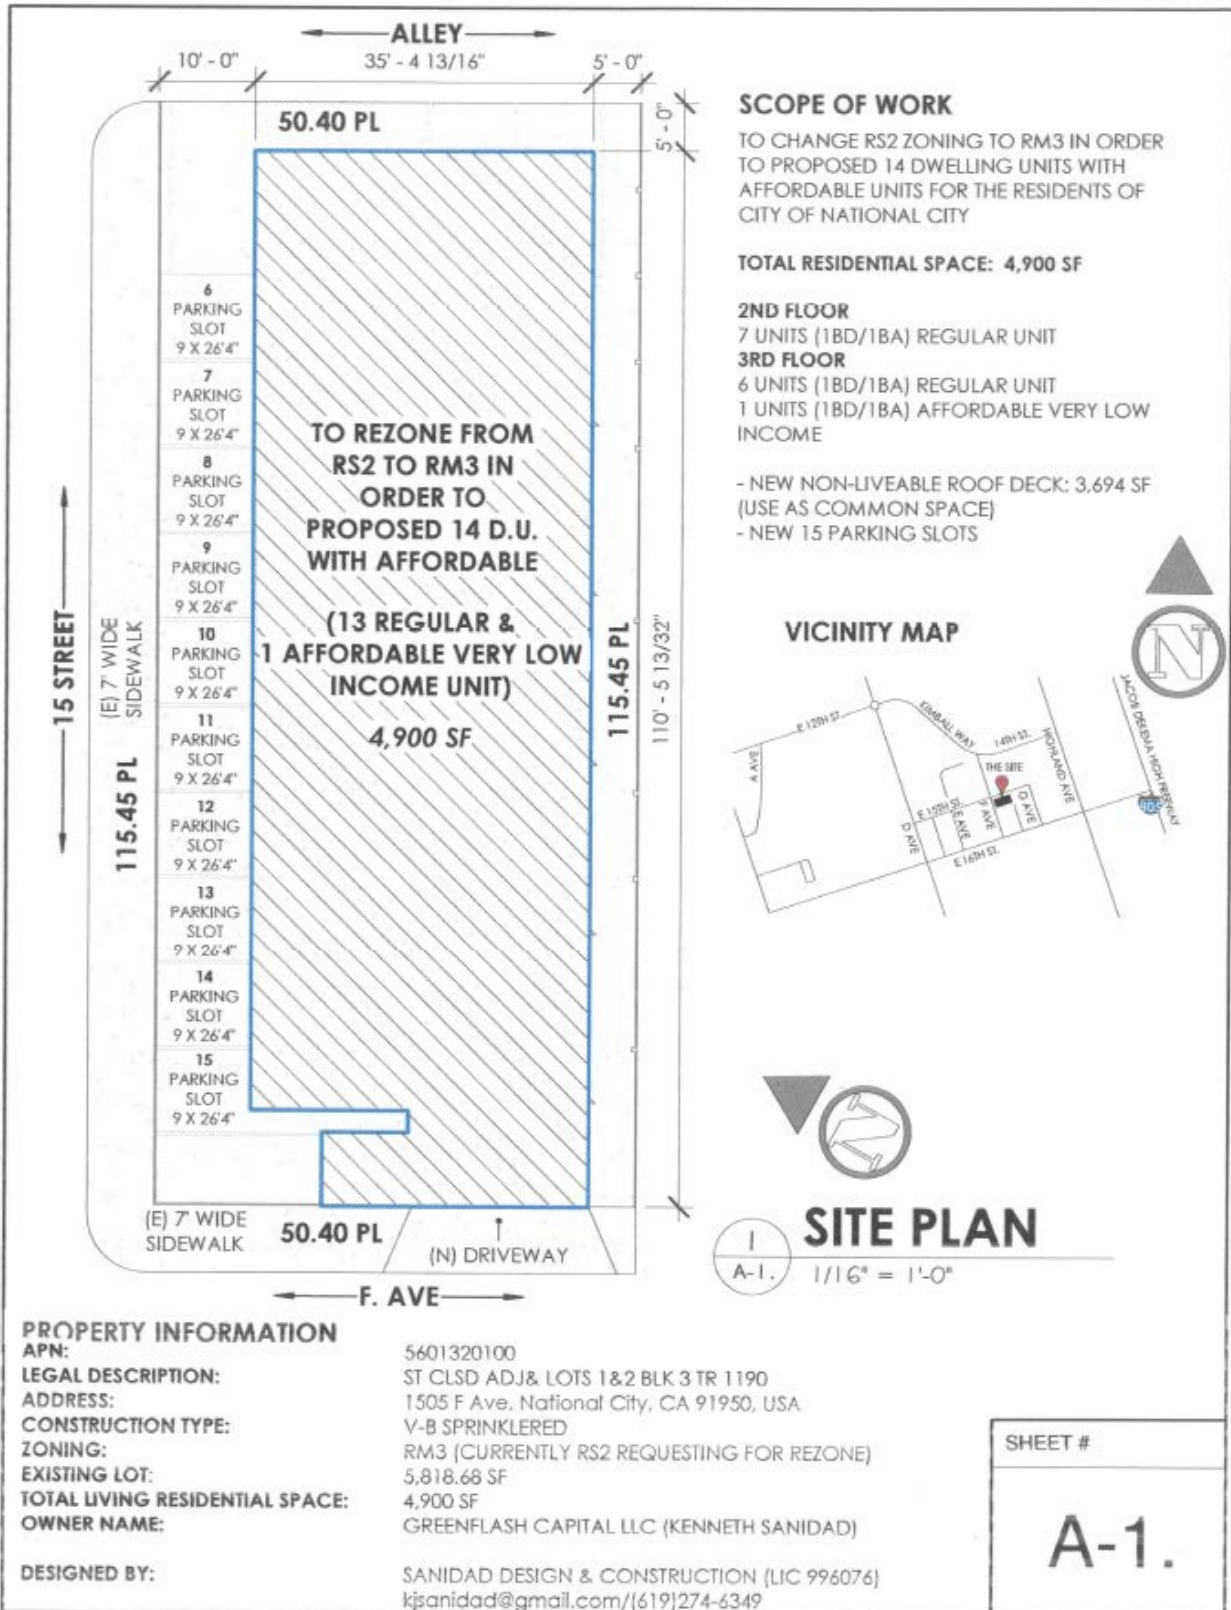 ALLEY
10' - 0"
35' - 4 13/16"
5' - 0"
50.40 PL
5' - 0"
6
PARKING
SLOT
9 X 26'4"
7
PARKING
SLOT
9 X 26'4"
8
PARKING
SLOT
9 X 26'4"
9
PARKING
SLOT
9 X 26'4"
10
PARKING
SLOT
9 X 26'4"
11
PARKING
SLOT
9 X 26'4"
12
PARKING
SLOT
9 X 26'4"
13
PARKING
SLOT
9 X 26'4"
14
PARKING
SLOT
9 X 26'4"
15
PARKING
SLOT
9 X 26'4"
15 STREET
(E) 7' WIDE
SIDEWALK
115.45 PL
TO REZONE FROM
RS2 TO RM3 IN
ORDER TO
PROPOSED 14 D.U.
WITH AFFORDABLE
(13 REGULAR &
1 AFFORDABLE VERY LOW
INCOME UNIT)
4,900 SF
115.45 PL
110' - 5 13/32"
(E) 7' WIDE
SIDEWALK
50.40 PL
(N) DRIVEWAY
F. AVE
SCOPE OF WORK
TO CHANGE RS2 ZONING TO RM3 IN ORDER
TO PROPOSED 14 DWELLING UNITS WITH
AFFORDABLE UNITS FOR THE RESIDENTS OF
CITY OF NATIONAL CITY
TOTAL RESIDENTIAL SPACE: 4,900 SF
2ND FLOOR
7 UNITS (1BD/1BA) REGULAR UNIT
3RD FLOOR
6 UNITS (1BD/1BA) REGULAR UNIT
1 UNITS (1BD/1BA) AFFORDABLE VERY LOW
INCOME
- NEW NON-LIVEABLE ROOF DECK: 3,694 SF
(USE AS COMMON SPACE)
- NEW 15 PARKING SLOTS
VICINITY MAP
N
E 12TH ST.
KIMBALL WAY
14TH ST.
HIGHLAND AVE
JACOB DEKEMA HIGH FREEWAY
A AVE
THE SITE
E 15TH ST.
D AVE
E AVE
F AVE
D AVE
E 16TH ST.
805
N
1
A-1.
SITE PLAN
1/16" = 1'-0"
PROPERTY INFORMATION
APN: 5601320100
LEGAL DESCRIPTION: ST CLSD ADJ& LOTS 1&2 BLK 3 TR 1190
ADDRESS: 1505 F Ave, National City, CA 91950, USA
CONSTRUCTION TYPE: V-B SPRINKLERED
ZONING: RM3 (CURRENTLY RS2 REQUESTING FOR REZONE)
EXISTING LOT: 5,818.68 SF
TOTAL LIVING RESIDENTIAL SPACE: 4,900 SF
OWNER NAME: GREENFLASH CAPITAL LLC (KENNETH SANIDAD)
DESIGNED BY: SANIDAD DESIGN & CONSTRUCTION (LIC 996076)
kjsanidad@gmail.com/(619)274-6349
SHEET #
A-1.